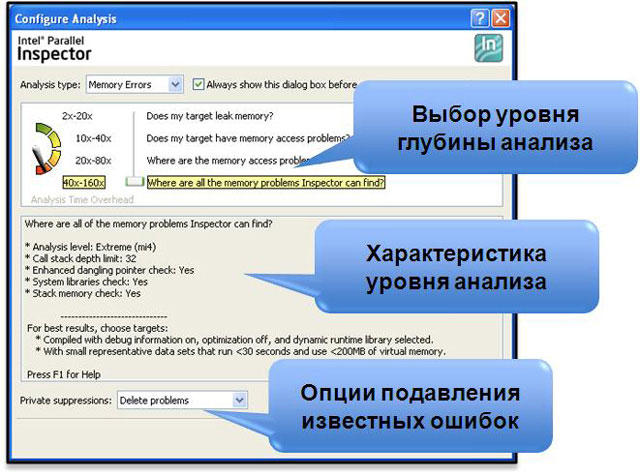 Configure Analysis
Intel® Parallel
Inspector
In
Analysis type: Memory Errors
Always show this dialog box before
Выбор уровня
глубины анализа
2x-20x Does my target leak memory?
10x-40x Does my target have memory access problems?
20x-80x Where are the memory access
40x-160x Where are all the memory problems Inspector can find?
Analysis Time Overhead
Where are all of the memory problems Inspector can find?
* Analysis level: Extreme (mi4)
* Call stack depth limit: 32
* Enhanced dangling pointer check: Yes
* System libraries check: Yes
* Stack memory check: Yes
Характеристика
уровня анализа
------------------------------
For best results, choose targets:
* Compiled with debug information on, optimization off, and dynamic runtime library selected.
* With small representative data sets that run <30 seconds and use <200MB of virtual memory.
Press F1 for Help
Private suppressions: Delete problems
Опции подавления
известных ошибок